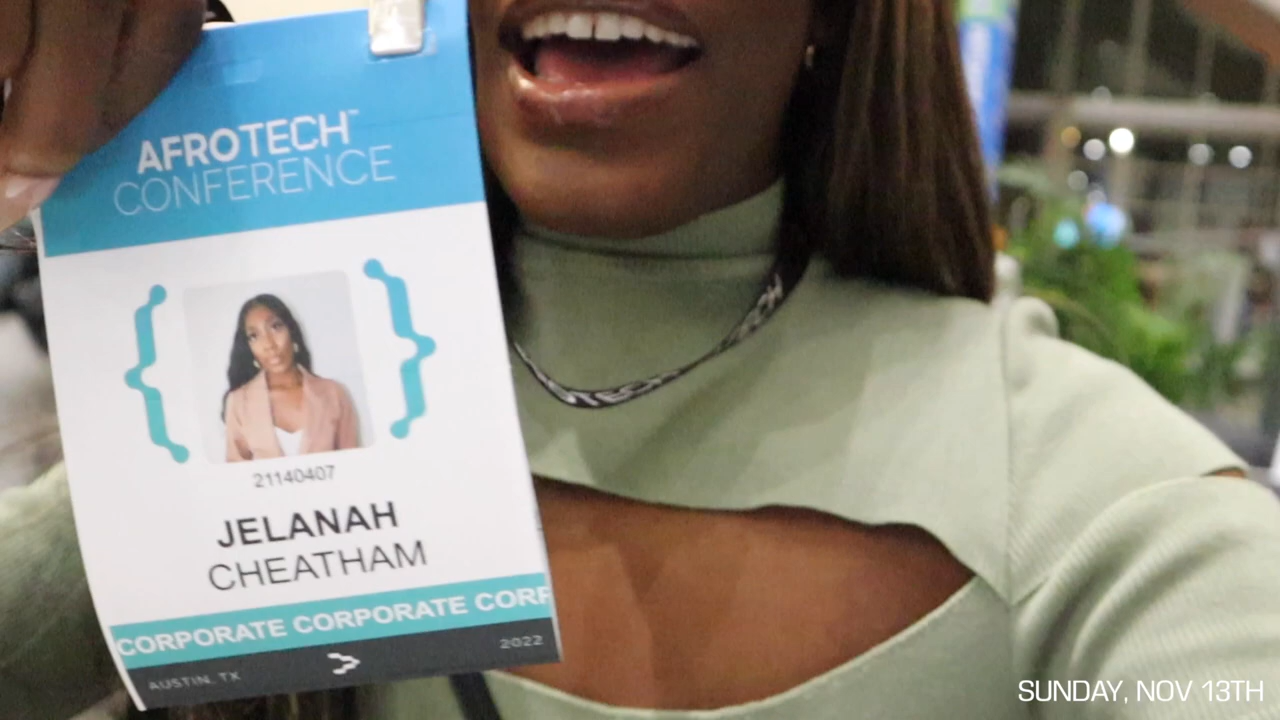 AFROTECH™
CONFERENCE
21140407
JELANAH
CHEATHAM
CORPORATE CORPORATE CORP
AUSTIN, TX
2022
SUNDAY, NOV 13TH